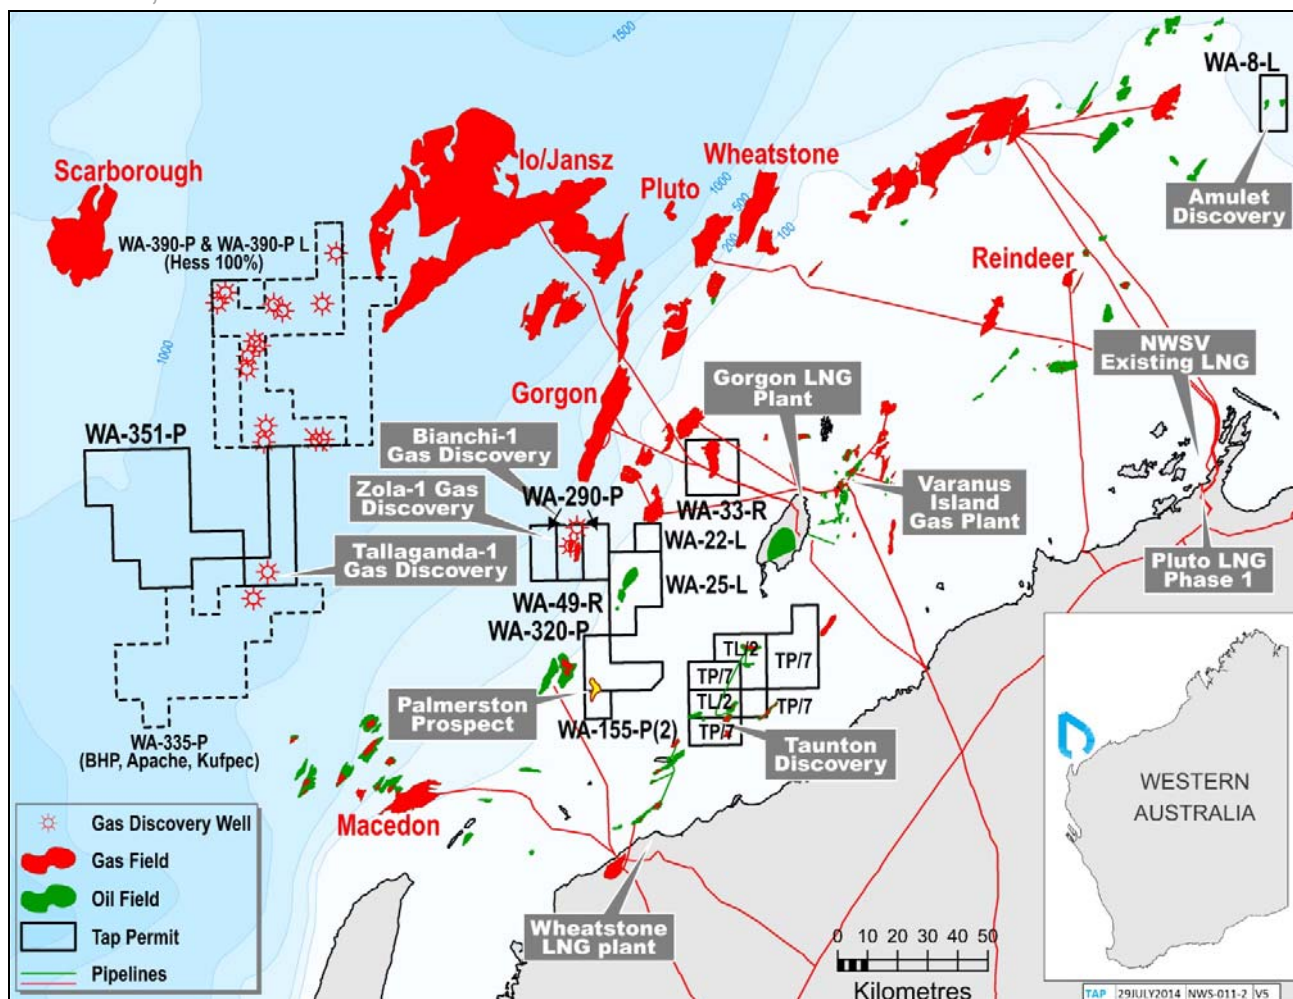 1500
WA-8-L
Amulet
Discovery
Scarborough
Io/Jansz
Wheatstone
Pluto
1000
500
200
100
WA-390-P & WA-390-P L
(Hess 100%)
Reindeer
1000
NWSV
Existing LNG
Gorgon LNG
Plant
Gorgon
Bianchi-1
Gas Discovery
WA-351-P
Zola-1 Gas
Discovery
WA-290-P
WA-33-R
Varanus
Island
Gas Plant
Tallaganda-1
Gas Discovery
WA-22-L
WA-25-L
Pluto LNG
Phase 1
WA-49-R
WA-320-P
TL/2
TP/7
TP/7
TL/2
TP/7
TP/7
Palmerston
Prospect
WA-155-P(2)
Taunton
Discovery
WA-335-P
(BHP, Apache, Kufpec)
Macedon
WESTERN
AUSTRALIA
Gas Discovery Well
Gas Field
Oil Field
Tap Permit
Pipelines
Wheatstone
LNG plant
0 10 20 30 40 50
Kilometres
TAP 29JULY2014 NWS-011-2 V5